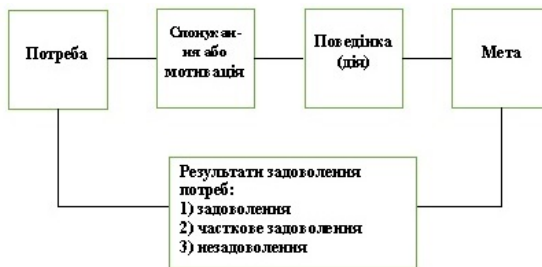 Потреба
Спонукан-
ня або
мотивація
Поведінка
(дія)
Мета
Результати задоволення
потреб:
1) задоволення
2) часткове задоволення
3) незадоволення